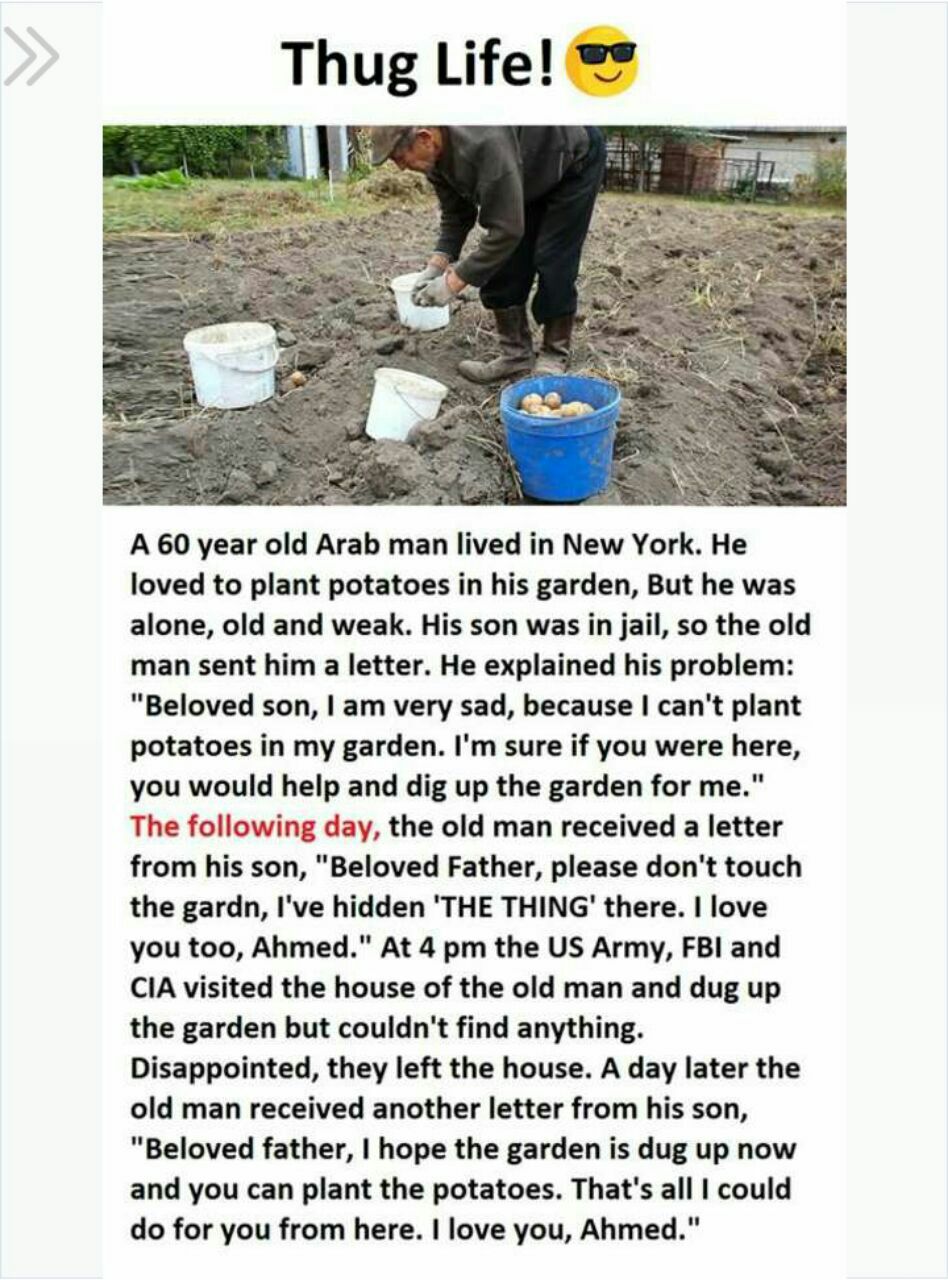 Thug Life!
A 60 year old Arab man lived in New York. He
loved to plant potatoes in his garden, But he was
alone, old and weak. His son was in jail, so the old
man sent him a letter. He explained his problem:
"Beloved son, I am very sad, because I can't plant
potatoes in my garden. I'm sure if you were here,
you would help and dig up the garden for me."
The following day, the old man received a letter
from his son, "Beloved Father, please don't touch
the gardn, I've hidden 'THE THING' there. I love
you too, Ahmed." At 4 pm the US Army, FBI and
CIA visited the house of the old man and dug up
the garden but couldn't find anything.
Disappointed, they left the house. A day later the
old man received another letter from his son,
"Beloved father, I hope the garden is dug up now
and you can plant the potatoes. That's all I could
do for you from here. I love you, Ahmed."